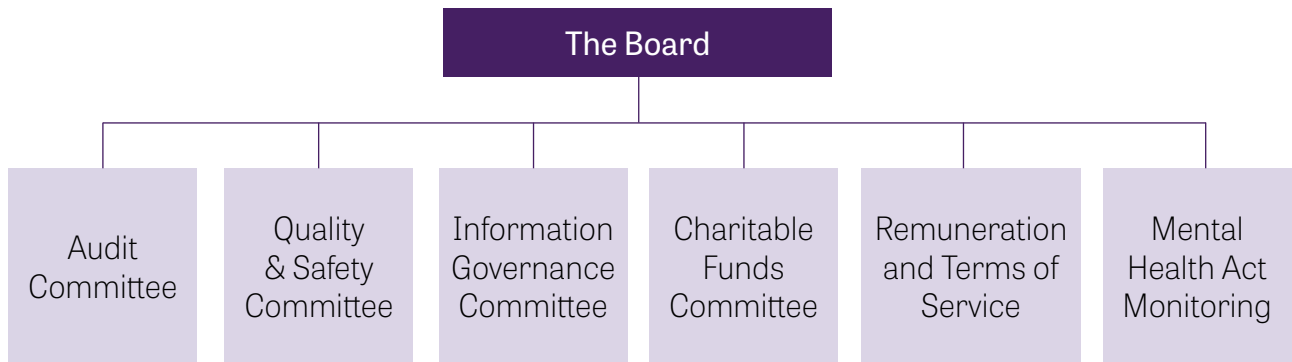 The Board
Audit
Committee
Quality
& Safety
Committee
Information
Governance
Committee
Charitable
Funds
Committee
Remuneration
and Terms of
Service
Mental
Health Act
Monitoring